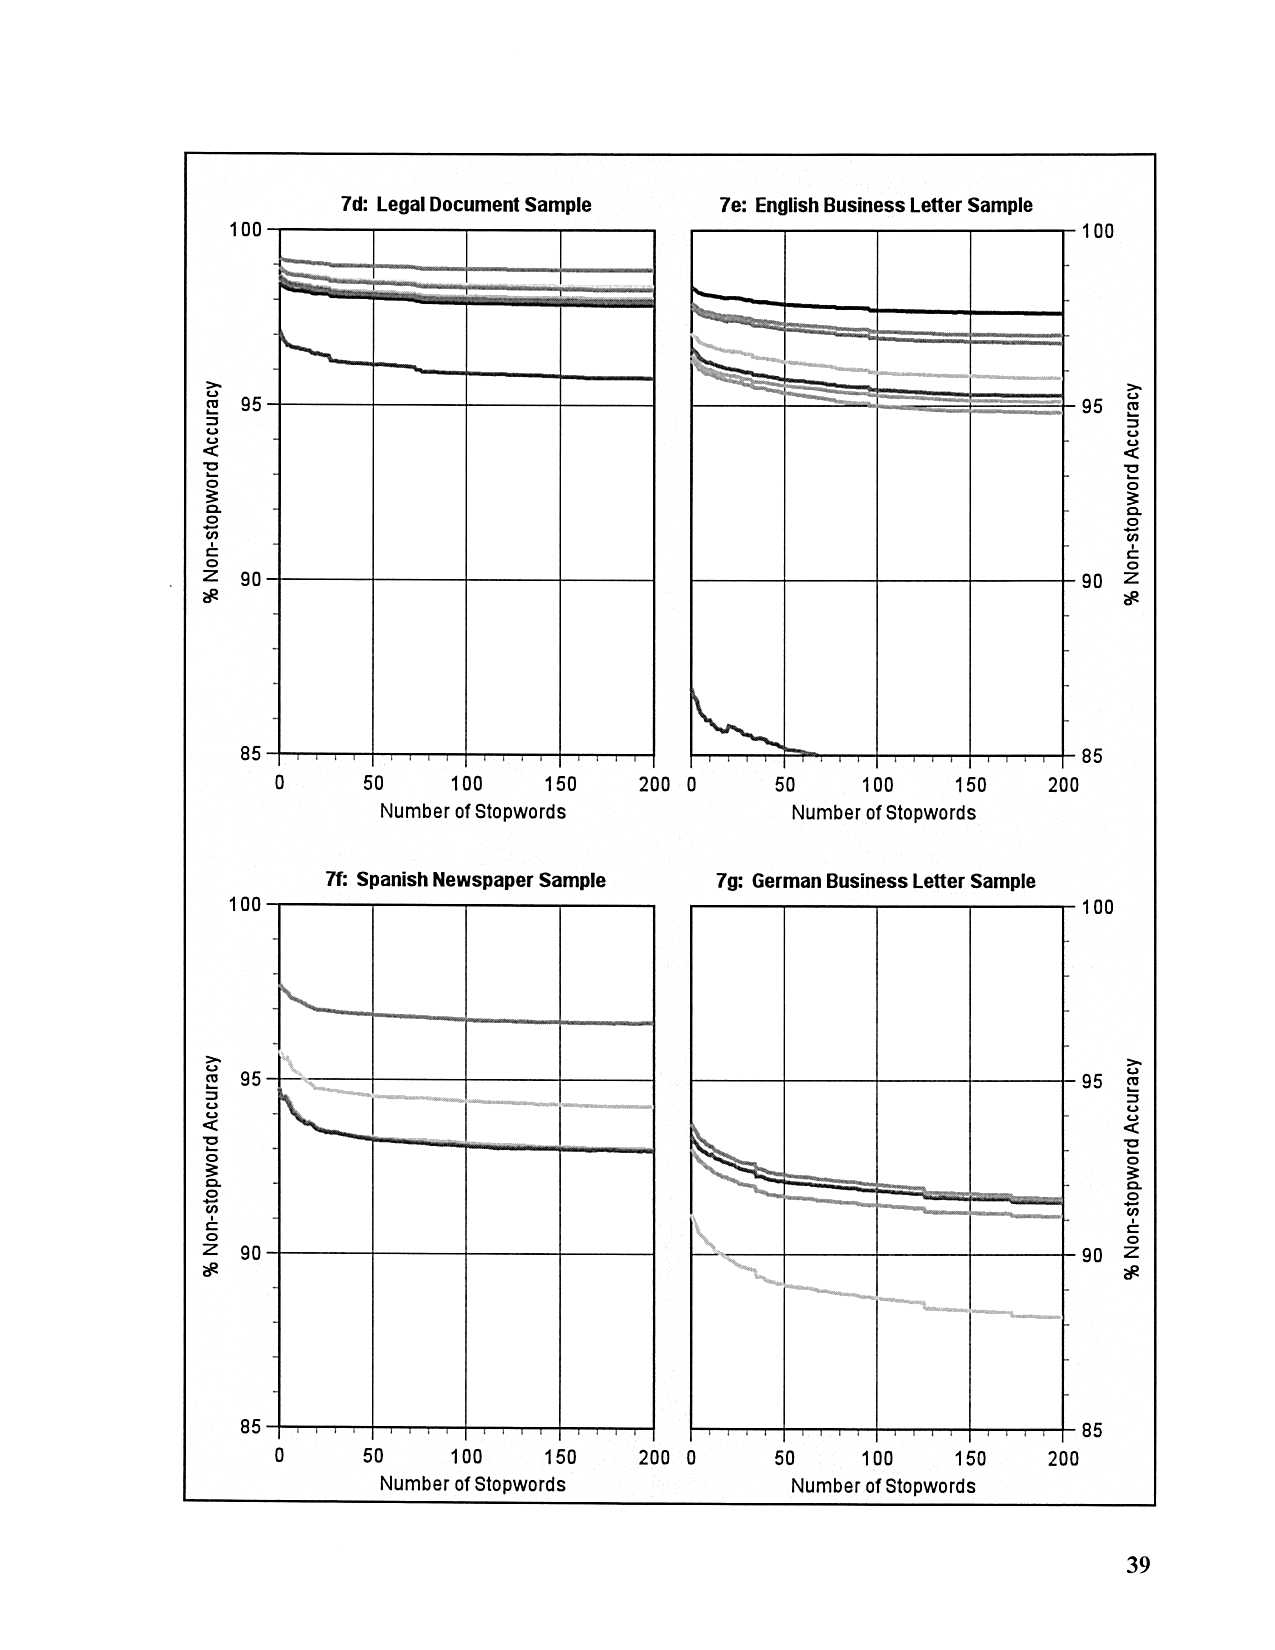 7d: Legal Document Sample
100
95
90
85
% Non-stopword Accuracy
0 50 100 150 200
Number of Stopwords
7e: English Business Letter Sample
100
95
90
85
% Non-stopword Accuracy
0 50 100 150 200
Number of Stopwords
7f: Spanish Newspaper Sample
100
95
90
85
% Non-stopword Accuracy
0 50 100 150 200
Number of Stopwords
7g: German Business Letter Sample
100
95
90
85
% Non-stopword Accuracy
0 50 100 150 200
Number of Stopwords
39